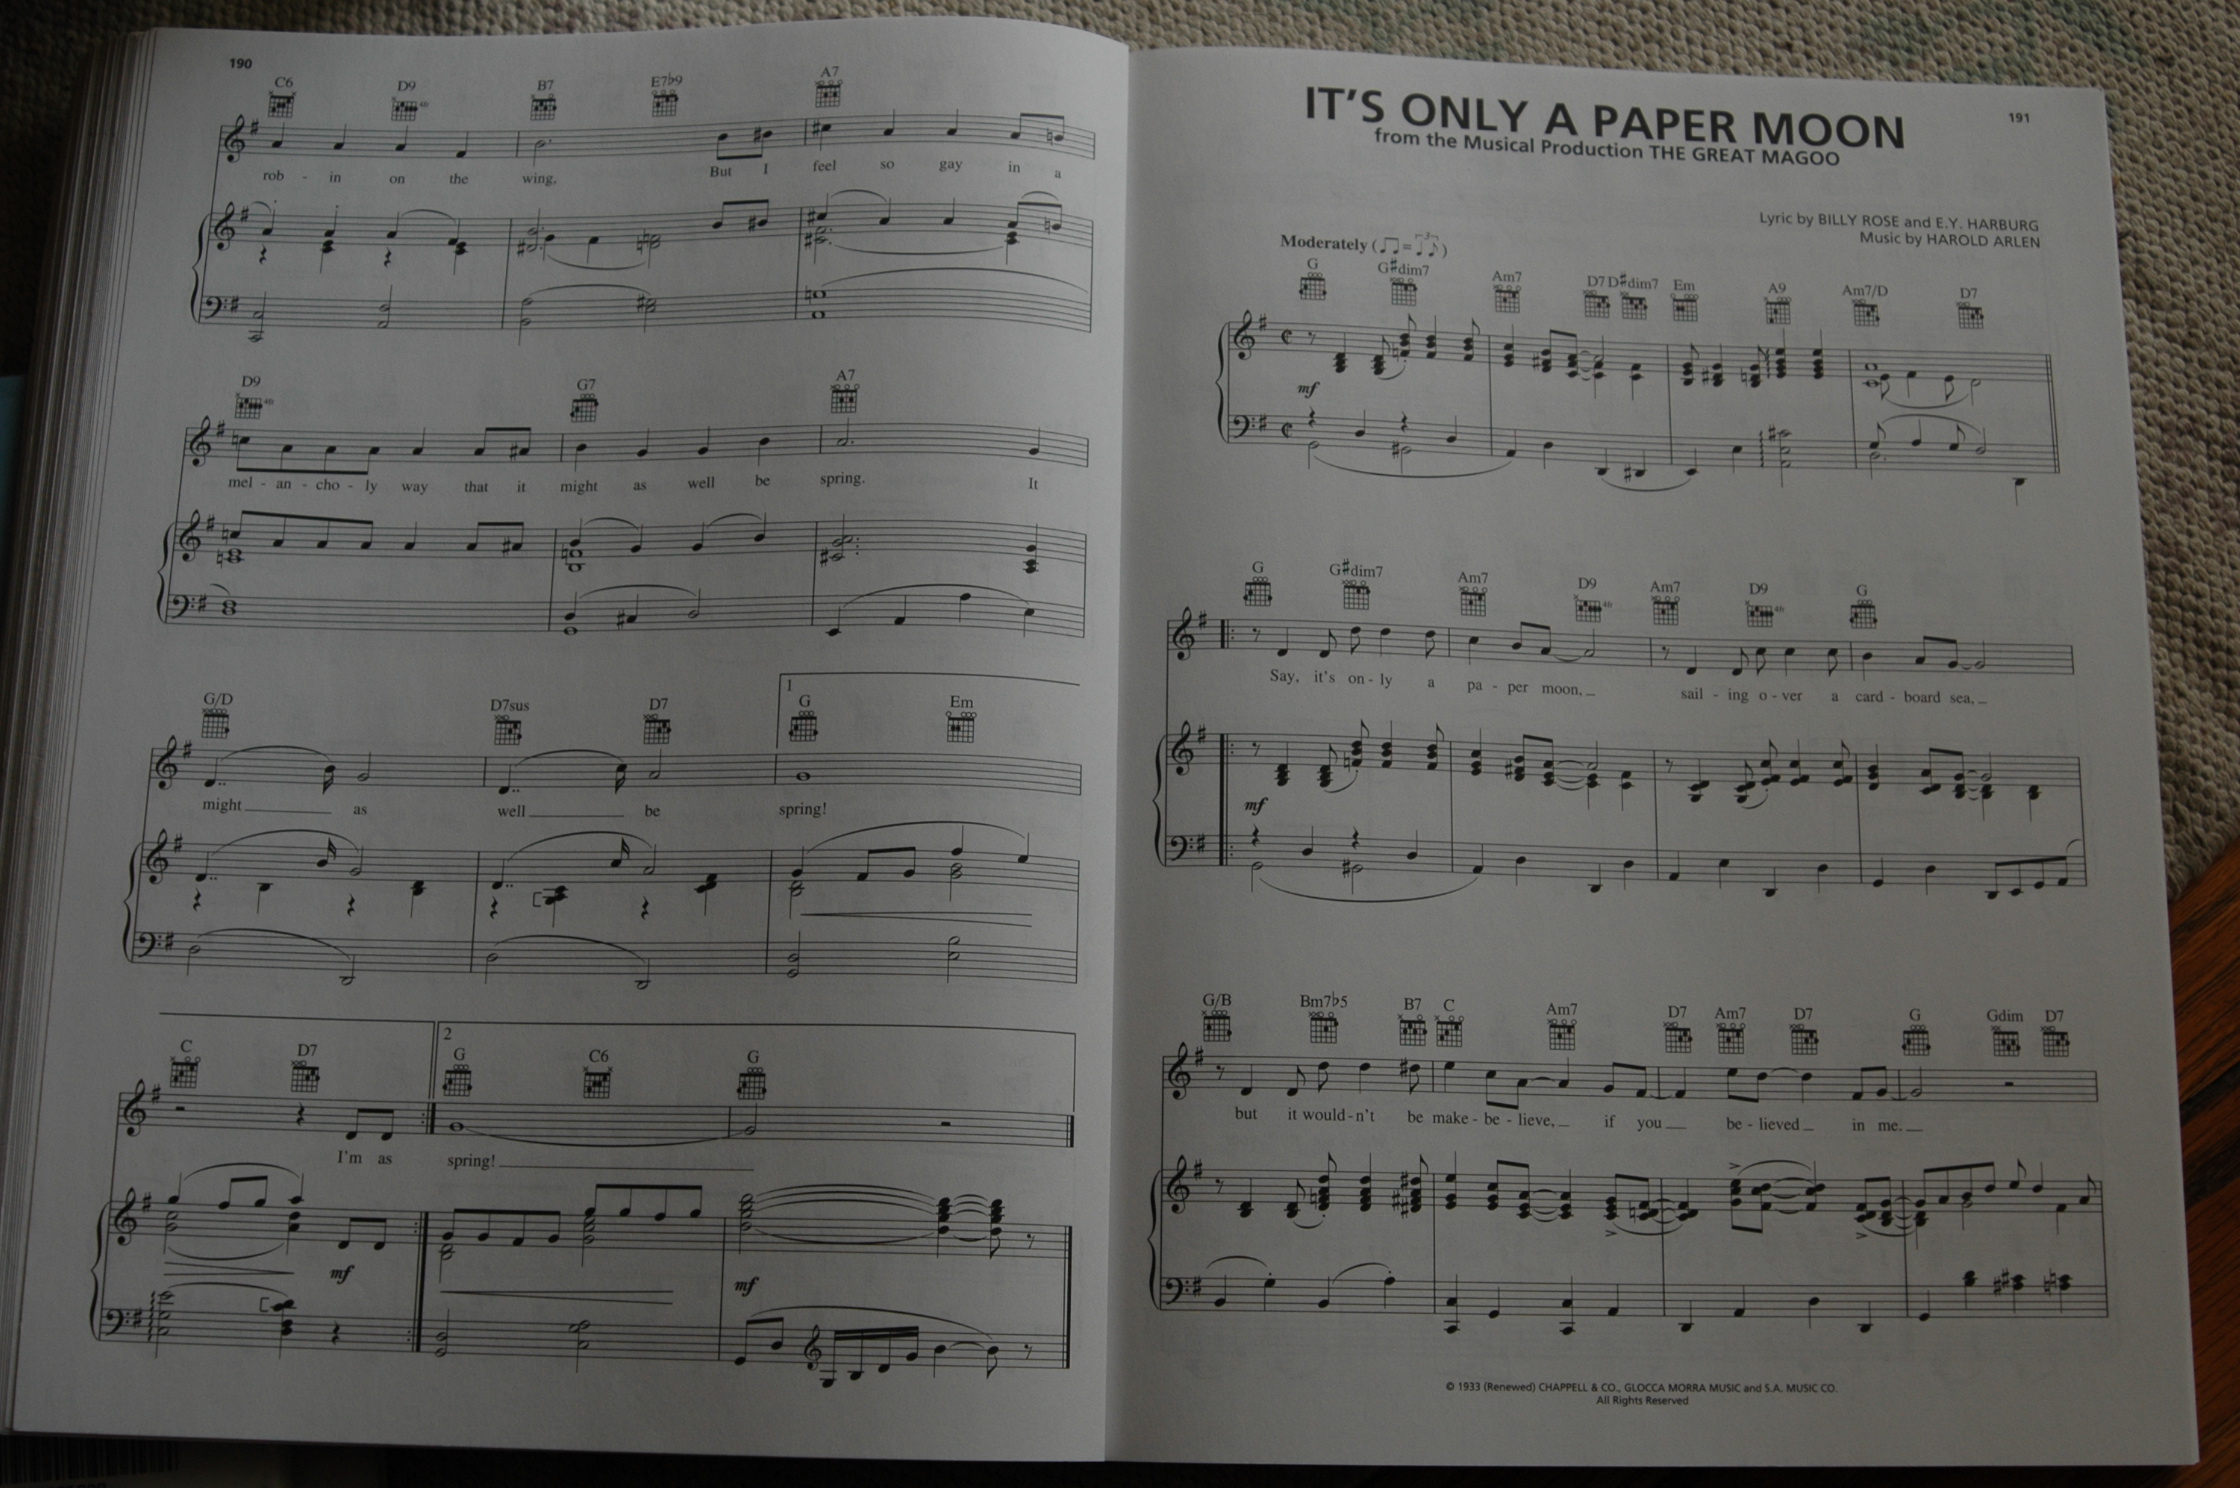 190
C6 D9 B7 E7♭9 A7
rob - in on the wing, But I feel so gay in a
D9 G7 A7
mel - an - cho - ly way that it might as well be spring. It
G/D D7sus D7 1 G Em
might as well be spring!
C D7 2 G C6 G
I'm as spring!
mf mf
191
IT'S ONLY A PAPER MOON
from the Musical Production THE GREAT MAGOO
Lyric by BILLY ROSE and E.Y. HARBURG
Music by HAROLD ARLEN
Moderately
G G♯dim7 Am7 D7 D♯dim7 Em A9 Am7/D D7
mf
G G♯dim7 Am7 D9 Am7 D9 G
Say, it's on - ly a pa - per moon, sail - ing o - ver a card - board sea,
mf
G/B Bm7♭5 B7 C Am7 D7 Am7 D7 G Gdim D7
but it would - n't be make - be - lieve, if you be - lieved in me.
© 1933 (Renewed) CHAPPELL & CO., GLOCCA MORRA MUSIC and S.A. MUSIC CO.
All Rights Reserved